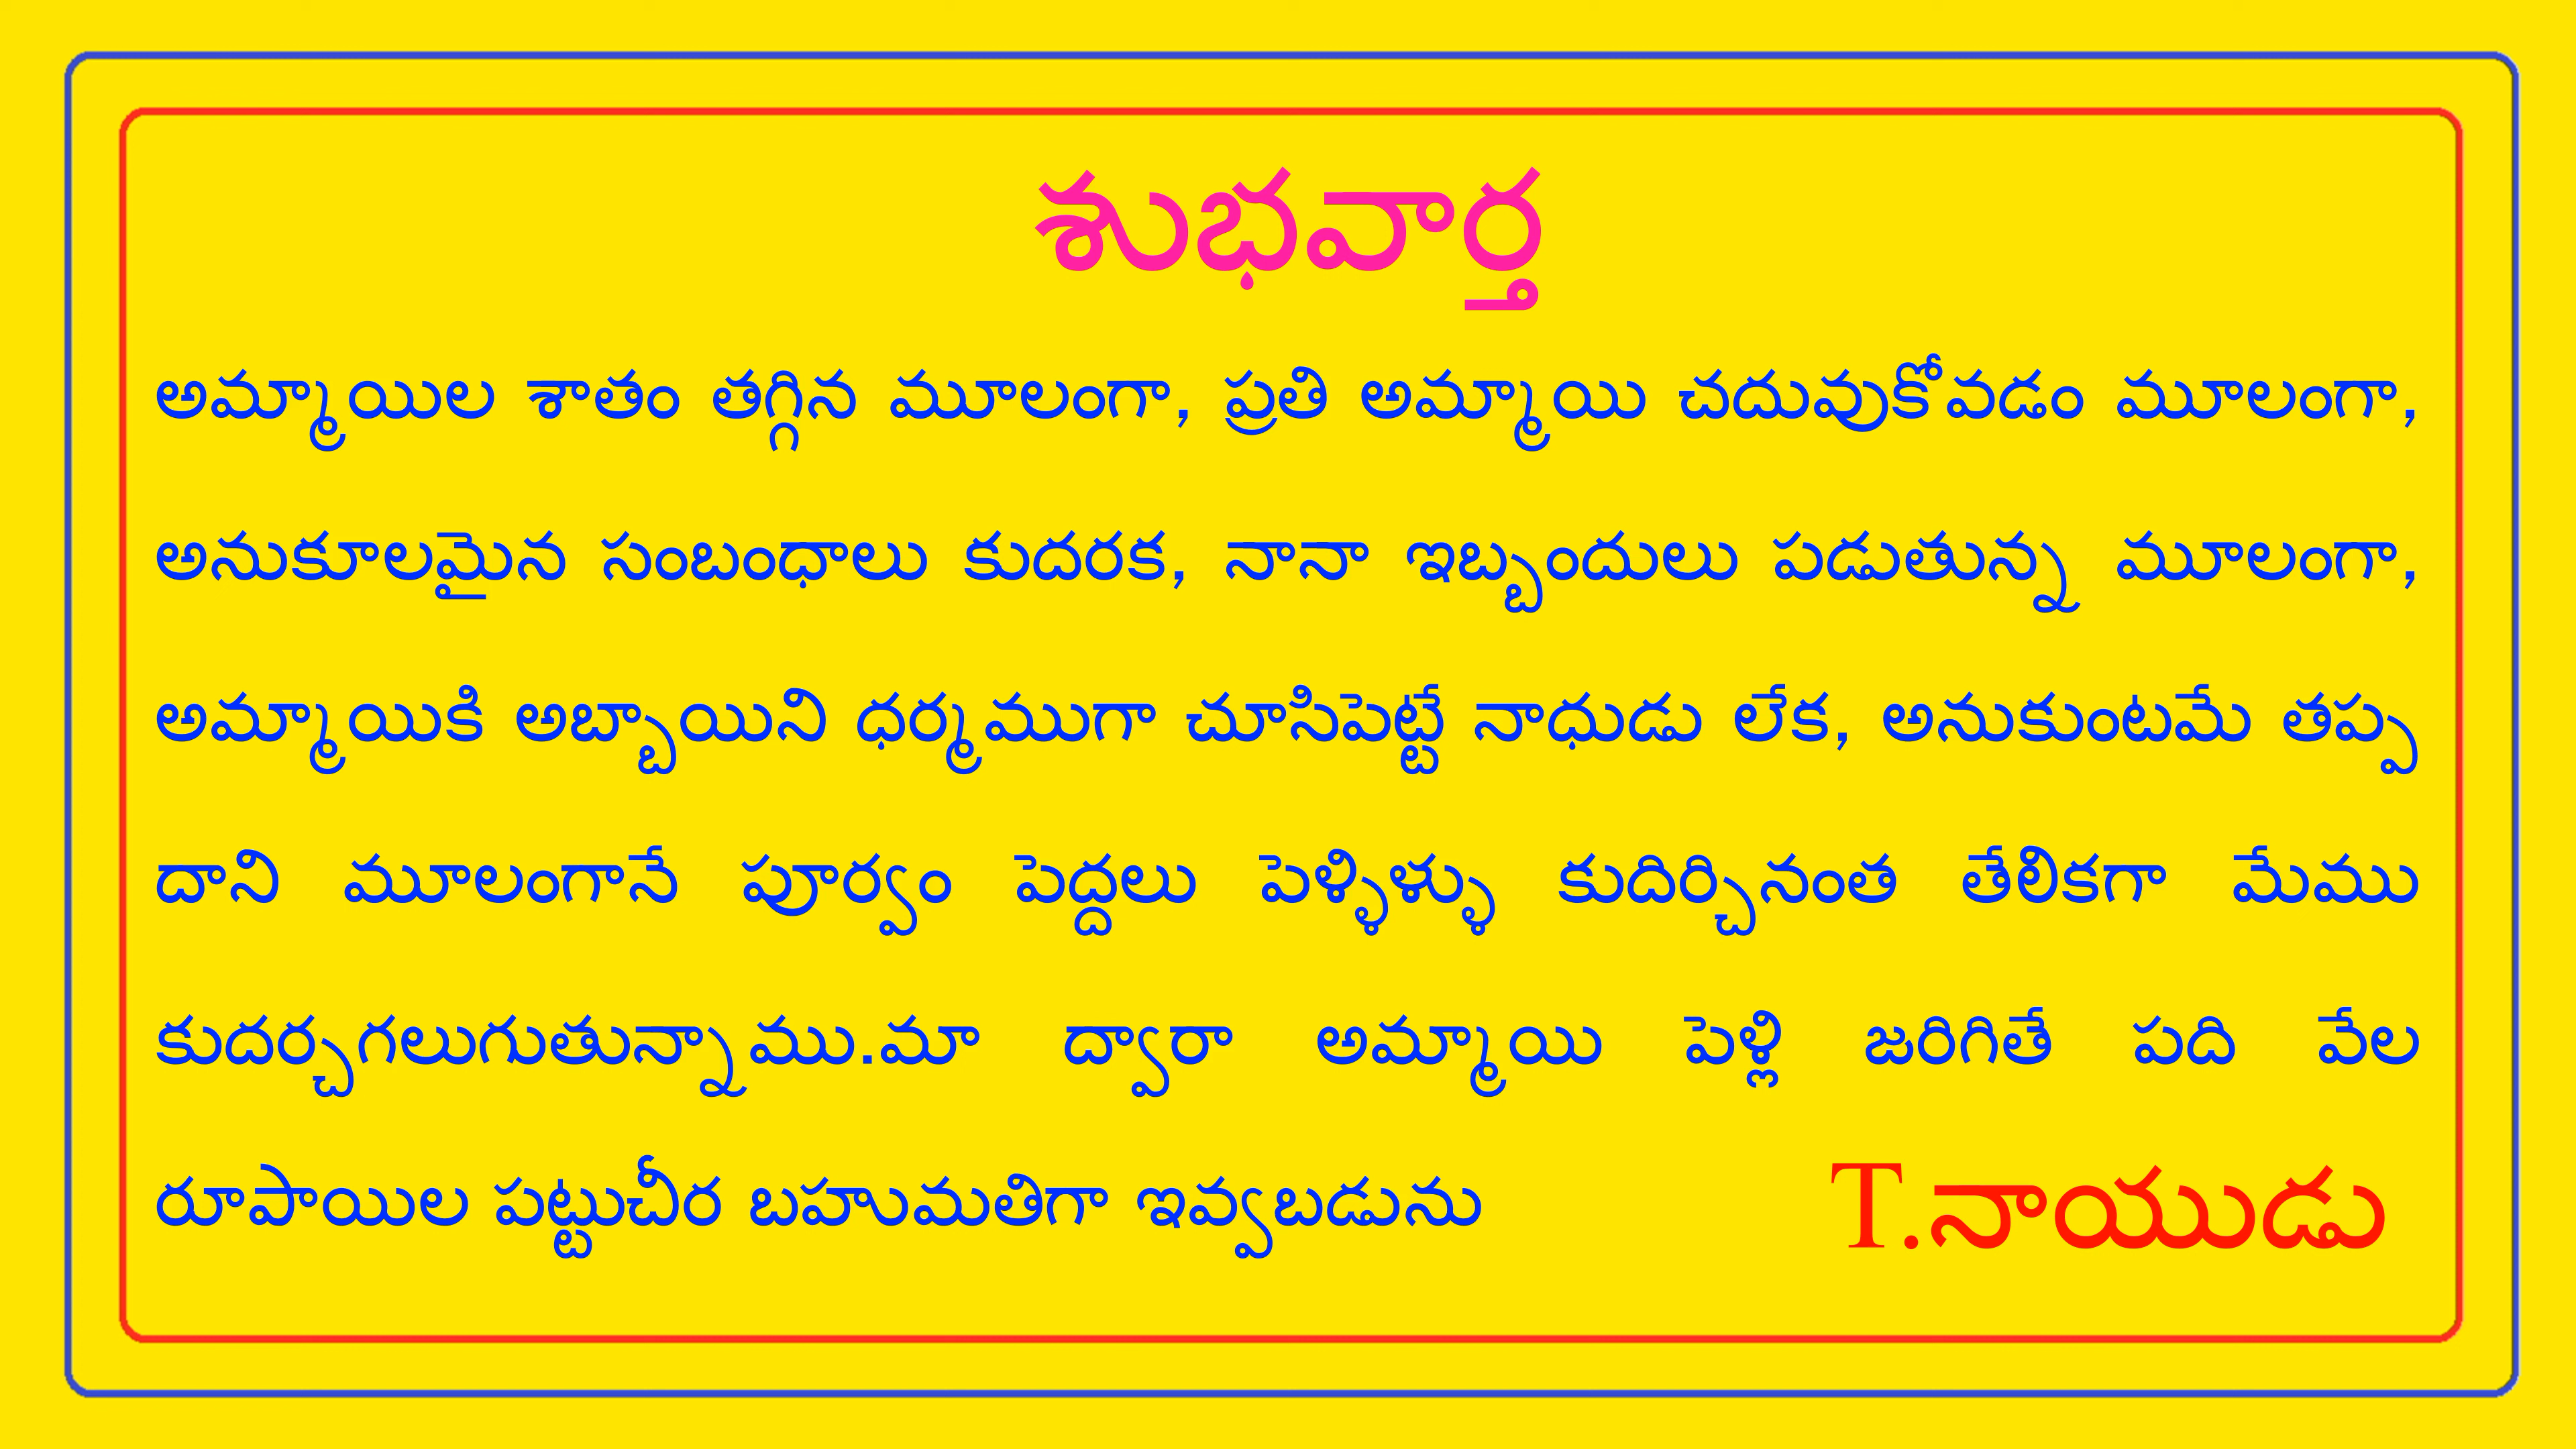 శుభవార్త
అమ్మాయిల శాతం తగ్గిన మూలంగా, ప్రతి అమ్మాయి చదువుకోవడం మూలంగా,
అనుకూలమైన సంబంధాలు కుదరక, నానా ఇబ్బందులు పడుతున్న మూలంగా,
అమ్మాయికి అబ్బాయిని ధర్మముగా చూసిపెట్టే నాధుడు లేక, అనుకుంటమే తప్ప
దాని మూలంగానే పూర్వం పెద్దలు పెళ్ళిళ్ళు కుదిర్చినంత తేలికగా మేము
కుదర్చగలుగుతున్నాము.మా ద్వారా అమ్మాయి పెళ్లి జరిగితే పది వేల
రూపాయిల పట్టుచీర బహుమతిగా ఇవ్వబడును T.నాయుడు